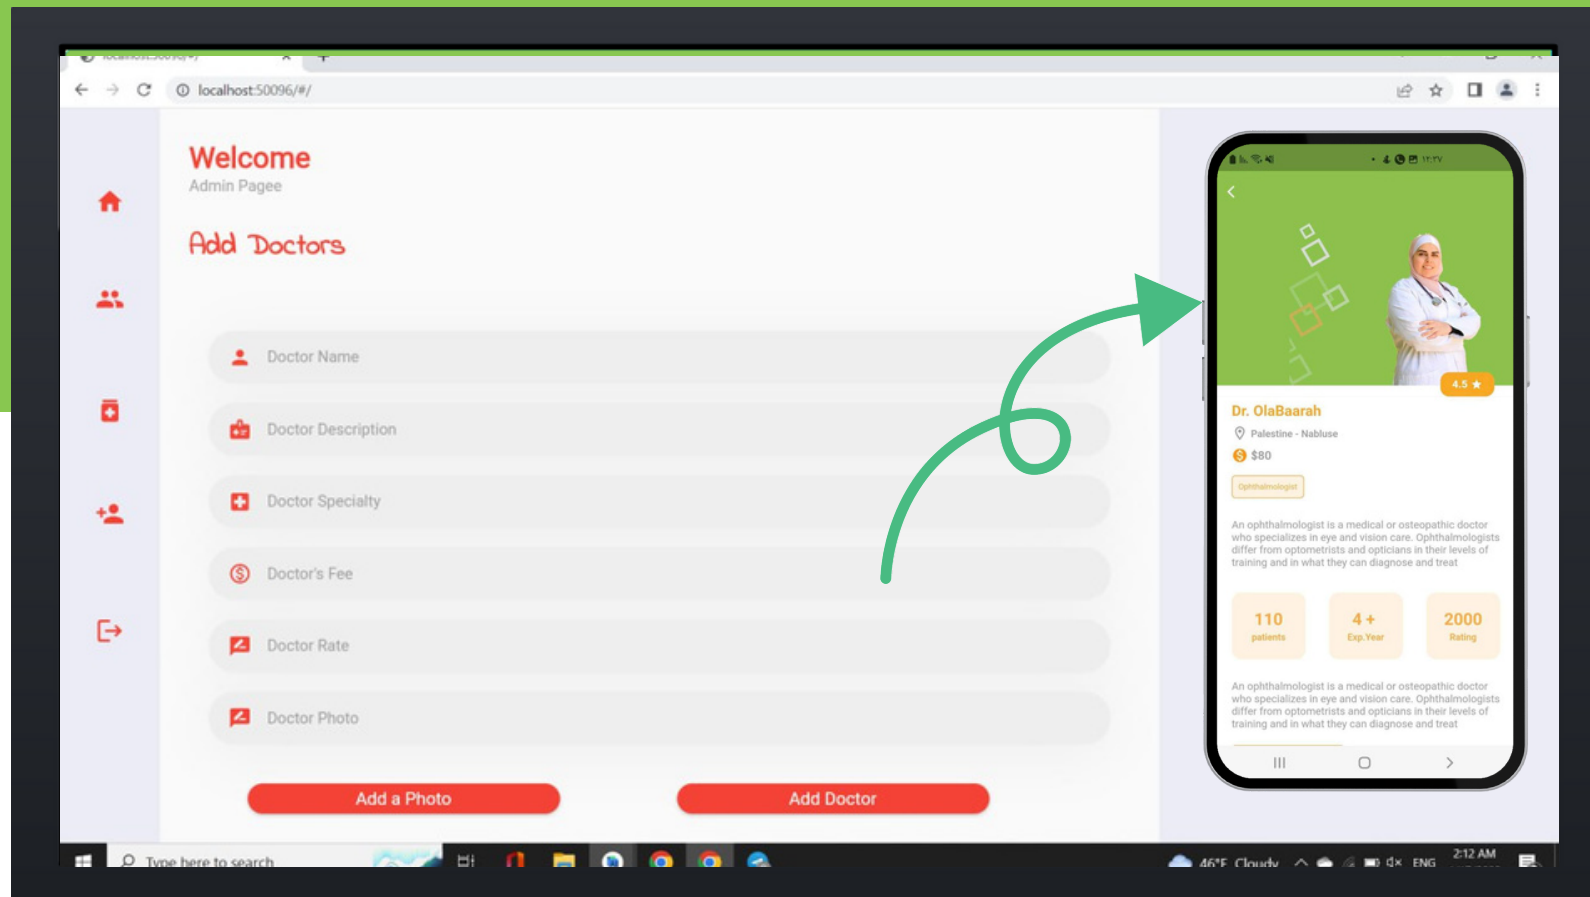 localhost:50096/#/
localhost:50096/#/
Welcome
Admin Pagee
Add Doctors
Doctor Name
Doctor Description
Doctor Specialty
Doctor's Fee
Doctor Rate
Doctor Photo
Add a Photo
Add Doctor
١٢:٢٧
4.5
Dr. OlaBaarah
Palestine - Nabluse
$80
Ophthalmologist
An ophthalmologist is a medical or osteopathic doctor
who specializes in eye and vision care. Ophthalmologists
differ from optometrists and opticians in their levels of
training and in what they can diagnose and treat
110
patients
4 +
Exp.Year
2000
Rating
An ophthalmologist is a medical or osteopathic doctor
who specializes in eye and vision care. Ophthalmologists
differ from optometrists and opticians in their levels of
training and in what they can diagnose and treat
Type here to search
46°F Cloudy
ENG
2:12 AM